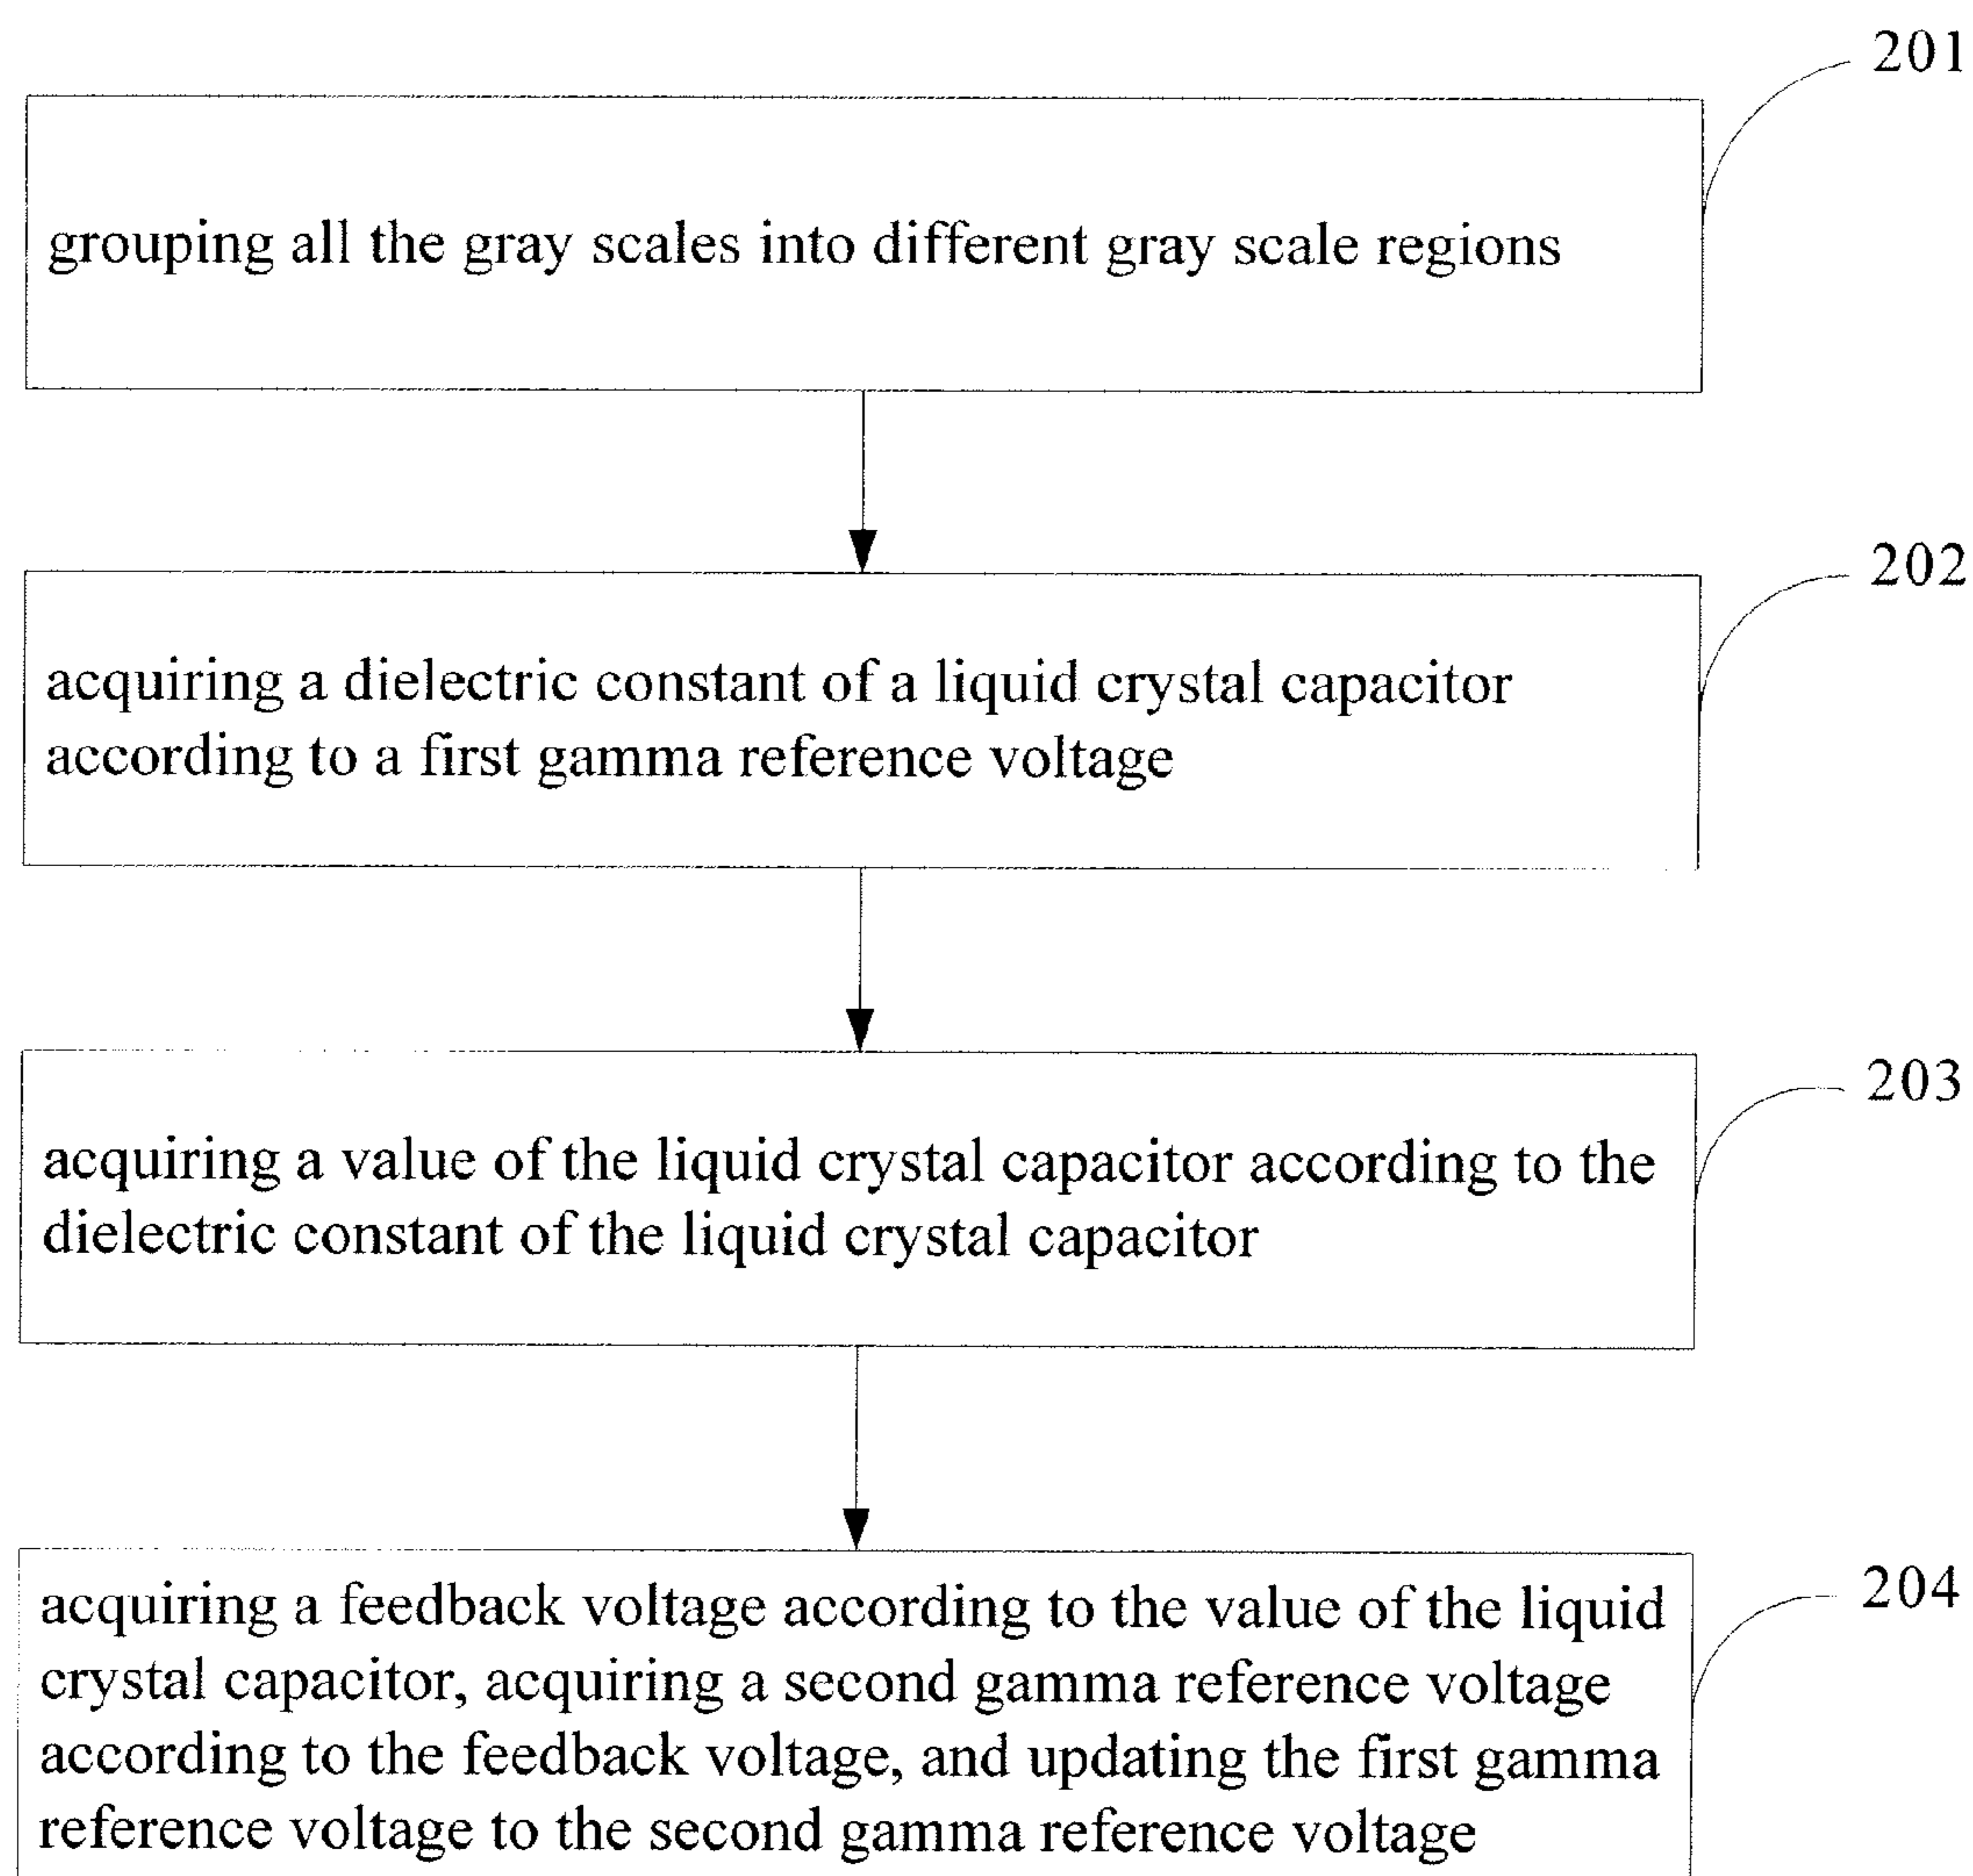 201
grouping all the gray scales into different gray scale regions
202
acquiring a dielectric constant of a liquid crystal capacitor
according to a first gamma reference voltage
203
acquiring a value of the liquid crystal capacitor according to the
dielectric constant of the liquid crystal capacitor
204
acquiring a feedback voltage according to the value of the liquid
crystal capacitor, acquiring a second gamma reference voltage
according to the feedback voltage, and updating the first gamma
reference voltage to the second gamma reference voltage